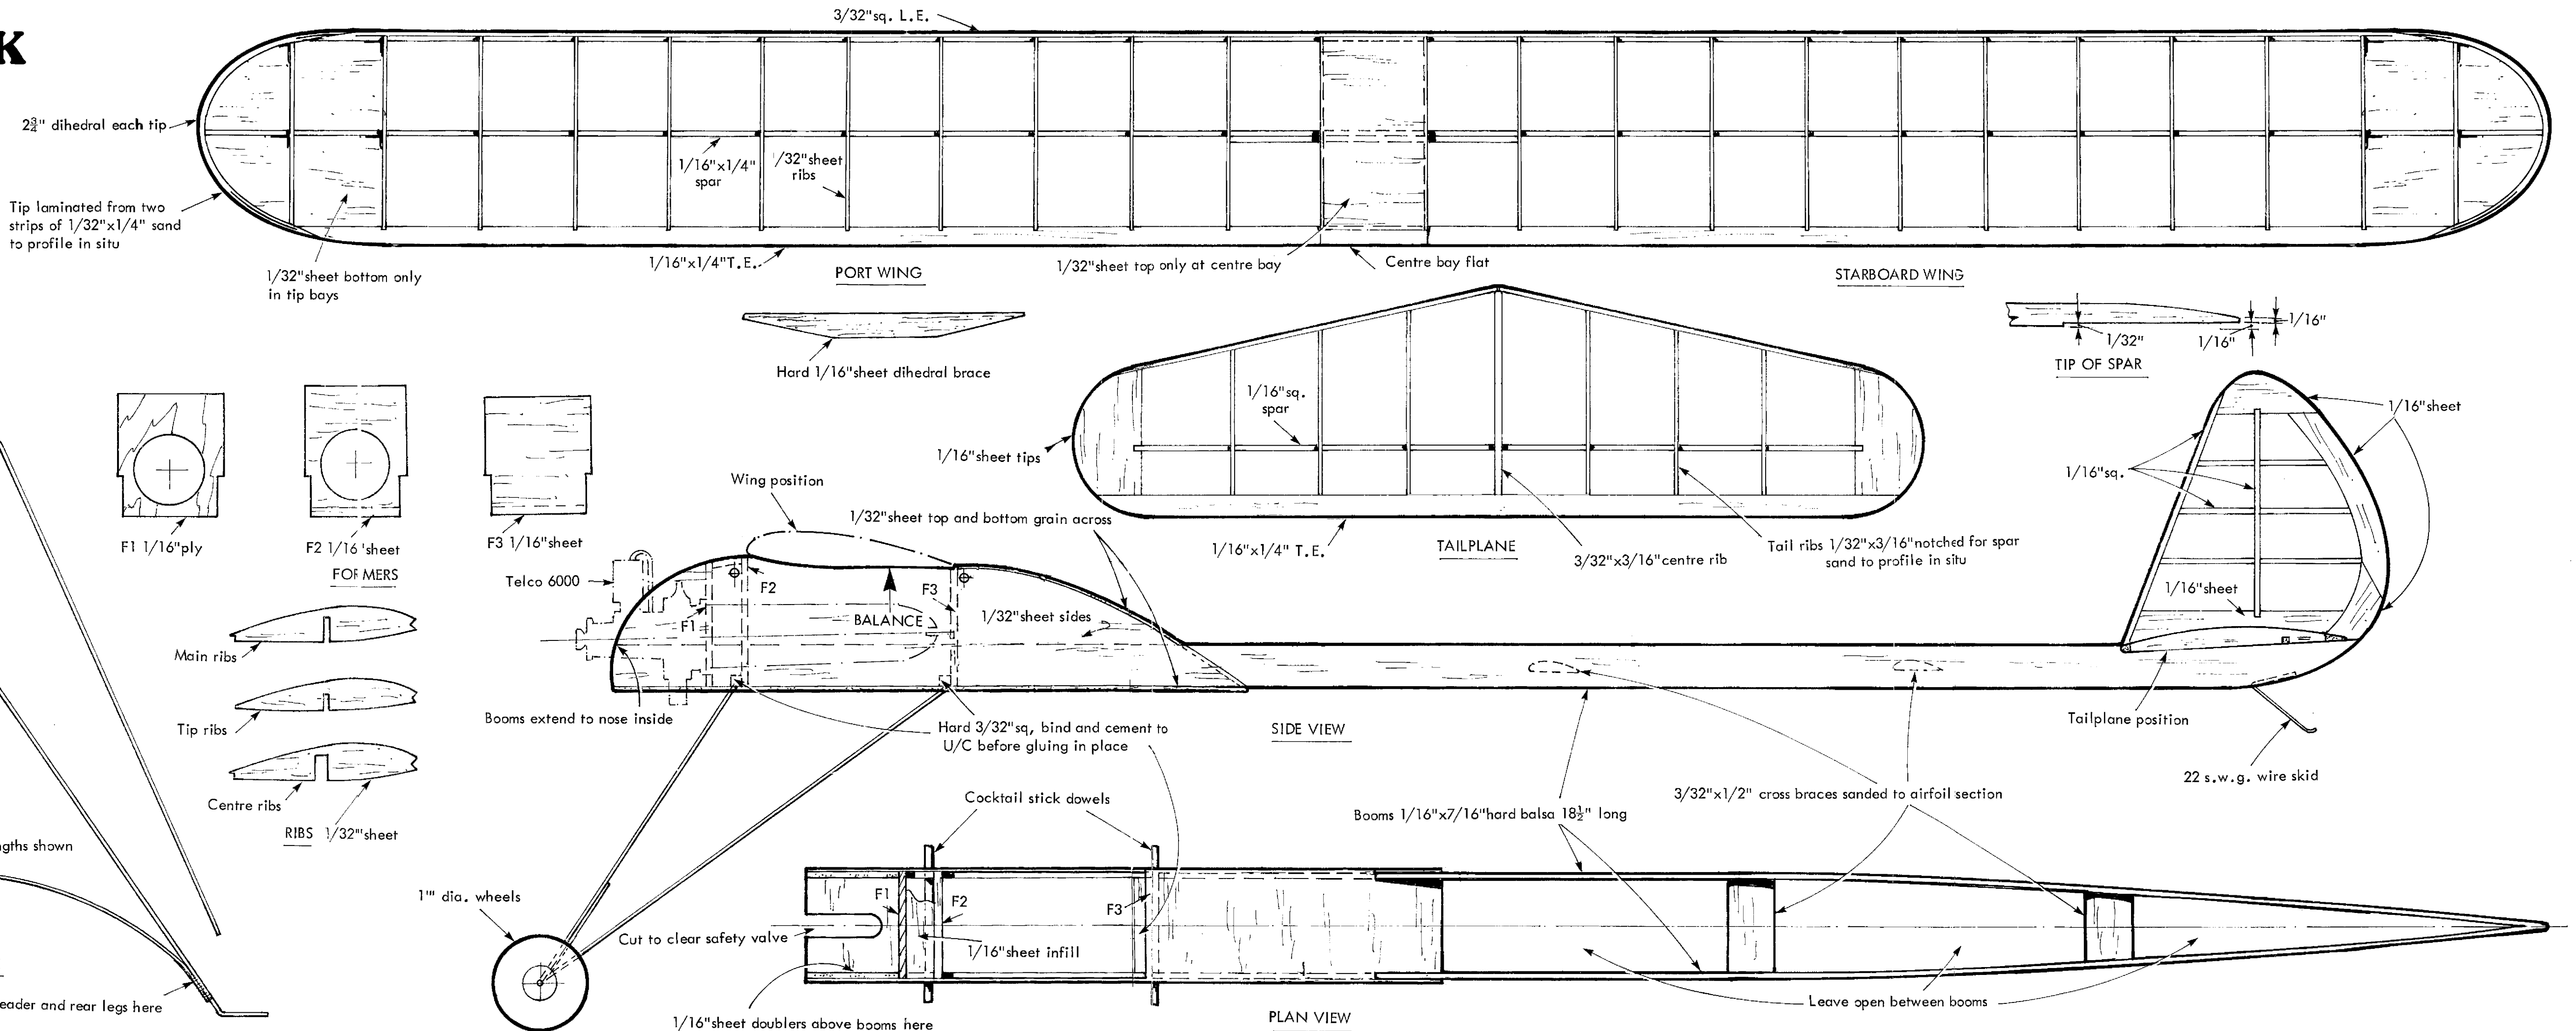 K
3/32"sq. L.E.
2¾" dihedral each tip
1/16"x1/4"
spar
/32"sheet
ribs
Tip laminated from two
strips of 1/32"x1/4" sand
to profile in situ
1/32"sheet bottom only
in tip bays
1/16"x1/4"T.E.
PORT WING
1/32"sheet top only at centre bay
Centre bay flat
STARBOARD WING
Hard 1/16"sheet dihedral brace
1/16"
1/32"
1/16"
TIP OF SPAR
1/16"sq.
spar
1/16"sheet tips
1/16"x1/4" T.E.
TAILPLANE
3/32"x3/16"centre rib
Tail ribs 1/32"x3/16"notched for spar
sand to profile in situ
1/16"sheet
1/16"sq.
1/16"sheet
F1 1/16"ply
F2 1/16"sheet
F3 1/16"sheet
FORMERS
Main ribs
Tip ribs
Centre ribs
RIBS 1/32"sheet
Wing position
1/32"sheet top and bottom grain across
Telco 6000
F2
F3
F1
BALANCE
1/32"sheet sides
Booms extend to nose inside
Hard 3/32"sq, bind and cement to
U/C before gluing in place
SIDE VIEW
Tailplane position
22 s.w.g. wire skid
3/32"x1/2" cross braces sanded to airfoil section
Booms 1/16"x7/16"hard balsa 18½" long
Cocktail stick dowels
1" dia. wheels
F1
F2
F3
Cut to clear safety valve
1/16"sheet infill
1/16"sheet doublers above booms here
PLAN VIEW
Leave open between booms
ngths shown
eader and rear legs here